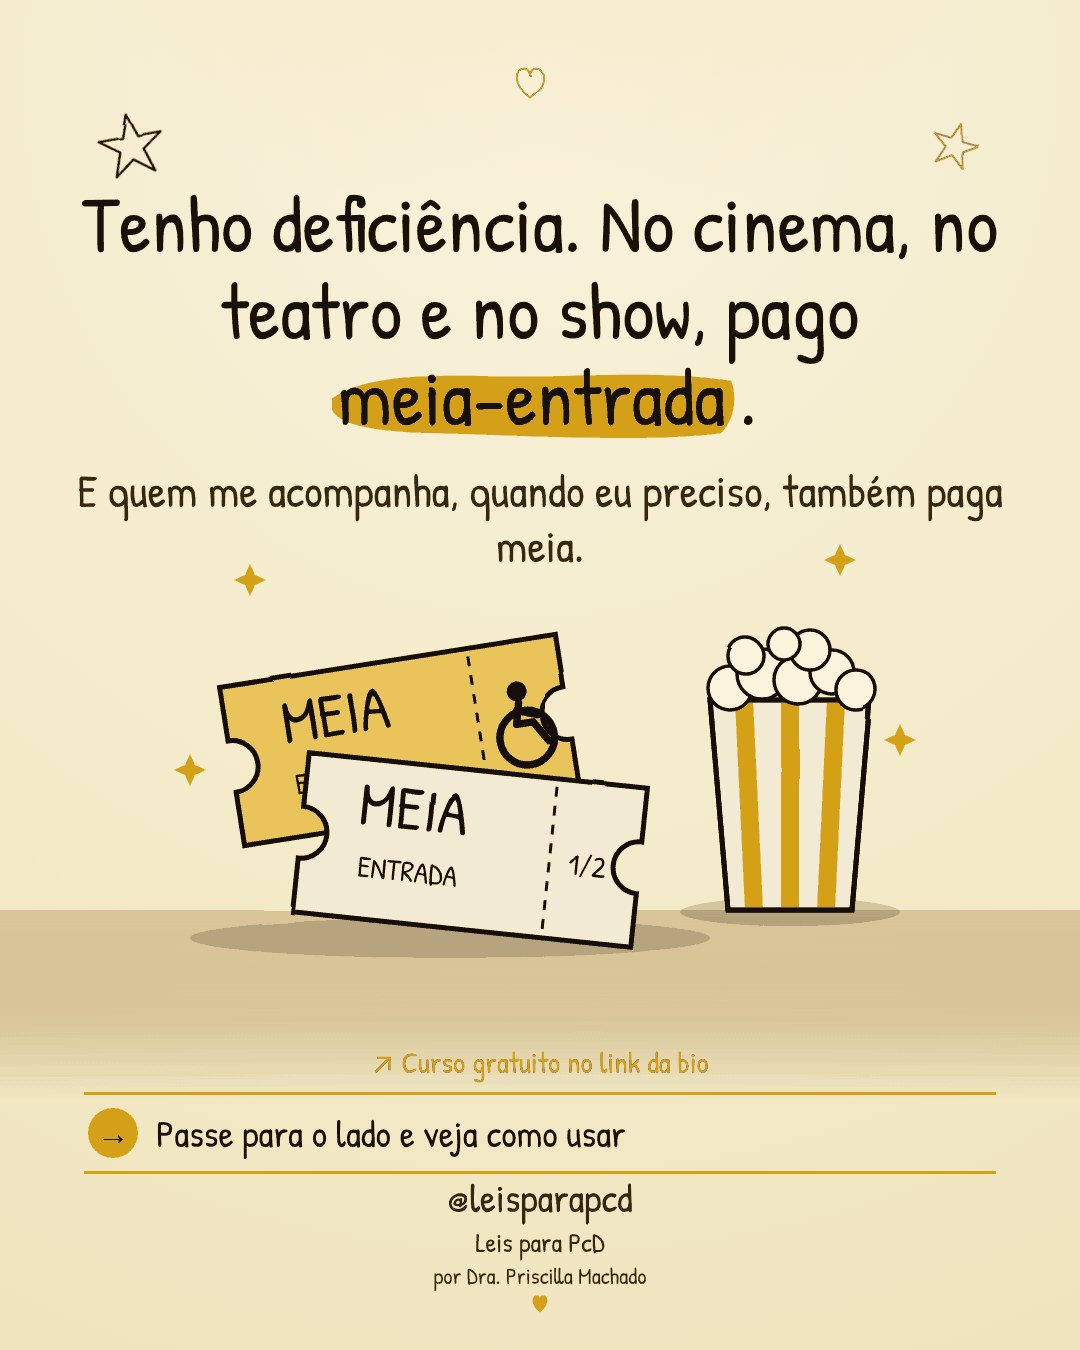 Tenho deficiência. No cinema, no
teatro e no show, pago
meia-entrada .
E quem me acompanha, quando eu preciso, também paga
meia.
MEIA
MEIA
ENTRADA
1/2
↗ Curso gratuito no link da bio
→ Passe para o lado e veja como usar
@leisparapcd
Leis para PcD
por Dra. Priscilla Machado